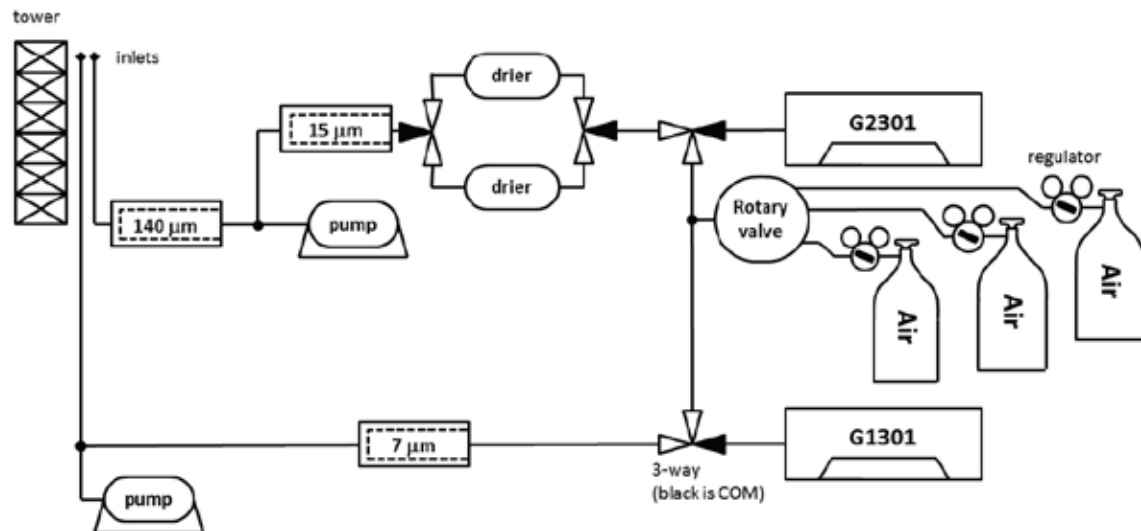 tower
inlets
drier
15 µm
G2301
regulator
drier
140 µm
pump
Rotary
valve
Air
Air
Air
7 µm
G1301
3-way
(black is COM)
pump